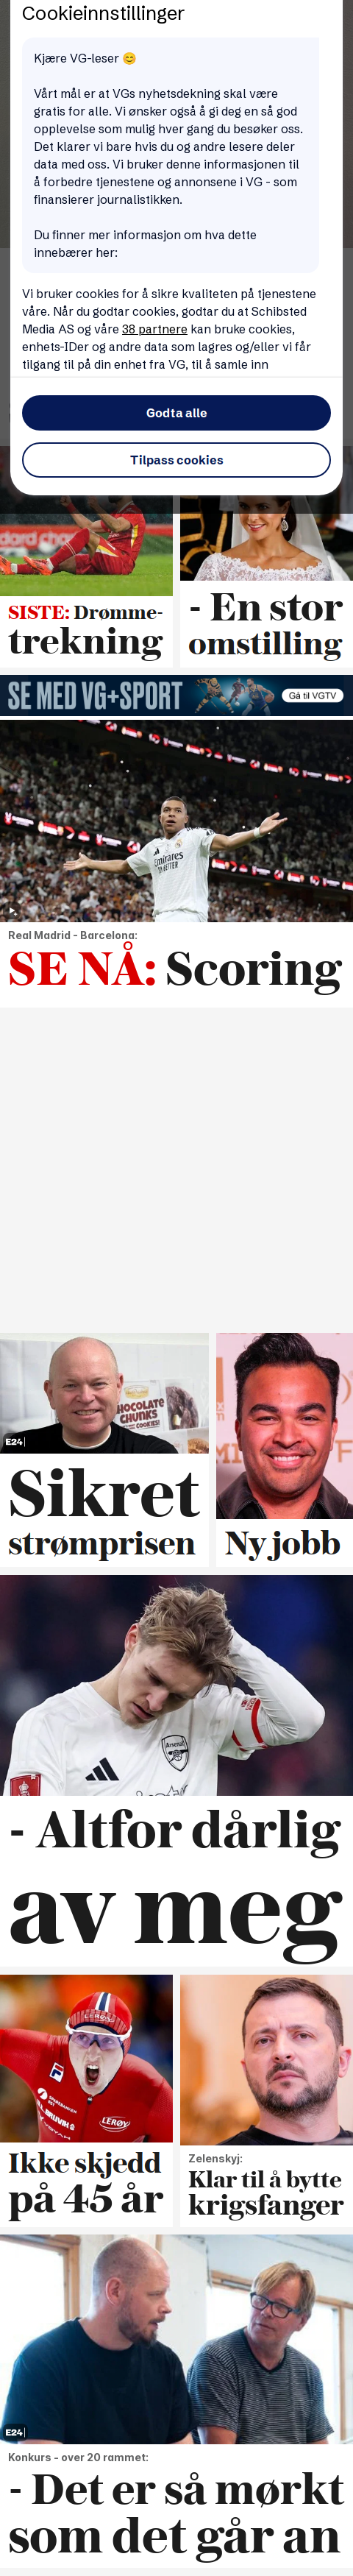 Cookieinnstillinger
Kjære VG-leser 😊
Vårt mål er at VGs nyhetsdekning skal være
gratis for alle. Vi ønsker også å gi deg en så god
opplevelse som mulig hver gang du besøker oss.
Det klarer vi bare hvis du og andre lesere deler
data med oss. Vi bruker denne informasjonen til
å forbedre tjenestene og annonsene i VG - som
finansierer journalistikken.
Du finner mer informasjon om hva dette
innebærer her:
Vi bruker cookies for å sikre kvaliteten på tjenestene
våre. Når du godtar cookies, godtar du at Schibsted
Media AS og våre 38 partnere kan bruke cookies,
enhets-IDer og andre data som lagres og/eller vi får
tilgang til på din enhet fra VG, til å samle inn
Godta alle
Tilpass cookies
SISTE: Drømme-
trekning
- En stor
omstilling
SE MED VG+SPORT
Gå til VGTV
Real Madrid - Barcelona:
SE NÅ: Scoring
CHOCOLATE
CHUNKS
COOKIES!
E24
Sikret
strømprisen
Ny jobb
Arsenal
- Altfor dårlig
av meg
LERØY
Ikke skjedd
på 45 år
Zelenskyj:
Klar til å bytte
krigsfanger
E24
Konkurs - over 20 rammet:
- Det er så mørkt
som det går an